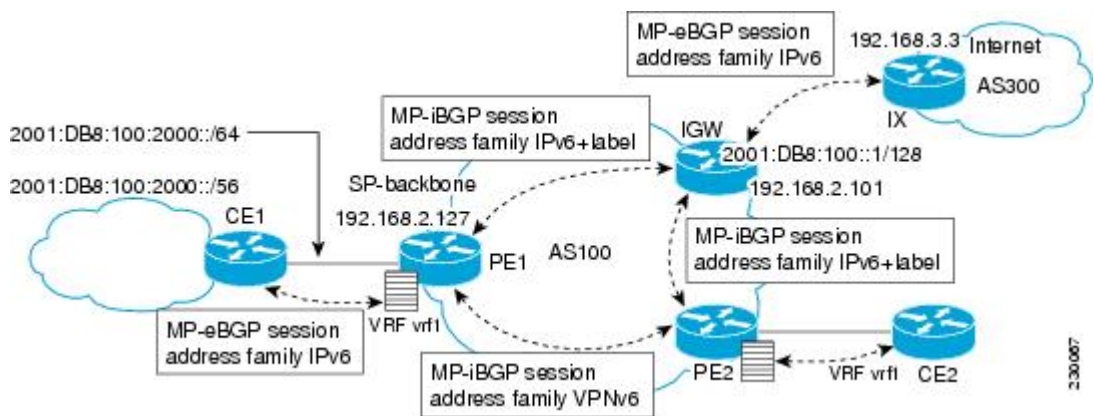 MP-eBGP session
address family IPv6
192.168.3.3
Internet
AS300
IX
MP-iBGP session
address family IPv6+label
IGW
2001:DB8:100::1/128
192.168.2.101
2001:DB8:100:2000::/64
2001:DB8:100:2000::/56
SP-backbone
192.168.2.127
CE1
PE1
AS100
MP-iBGP session
address family IPv6+label
MP-eBGP session
address family IPv6
VRF vrf1
MP-iBGP session
address family VPNv6
PE2
VRF vrf1
CE2
230667